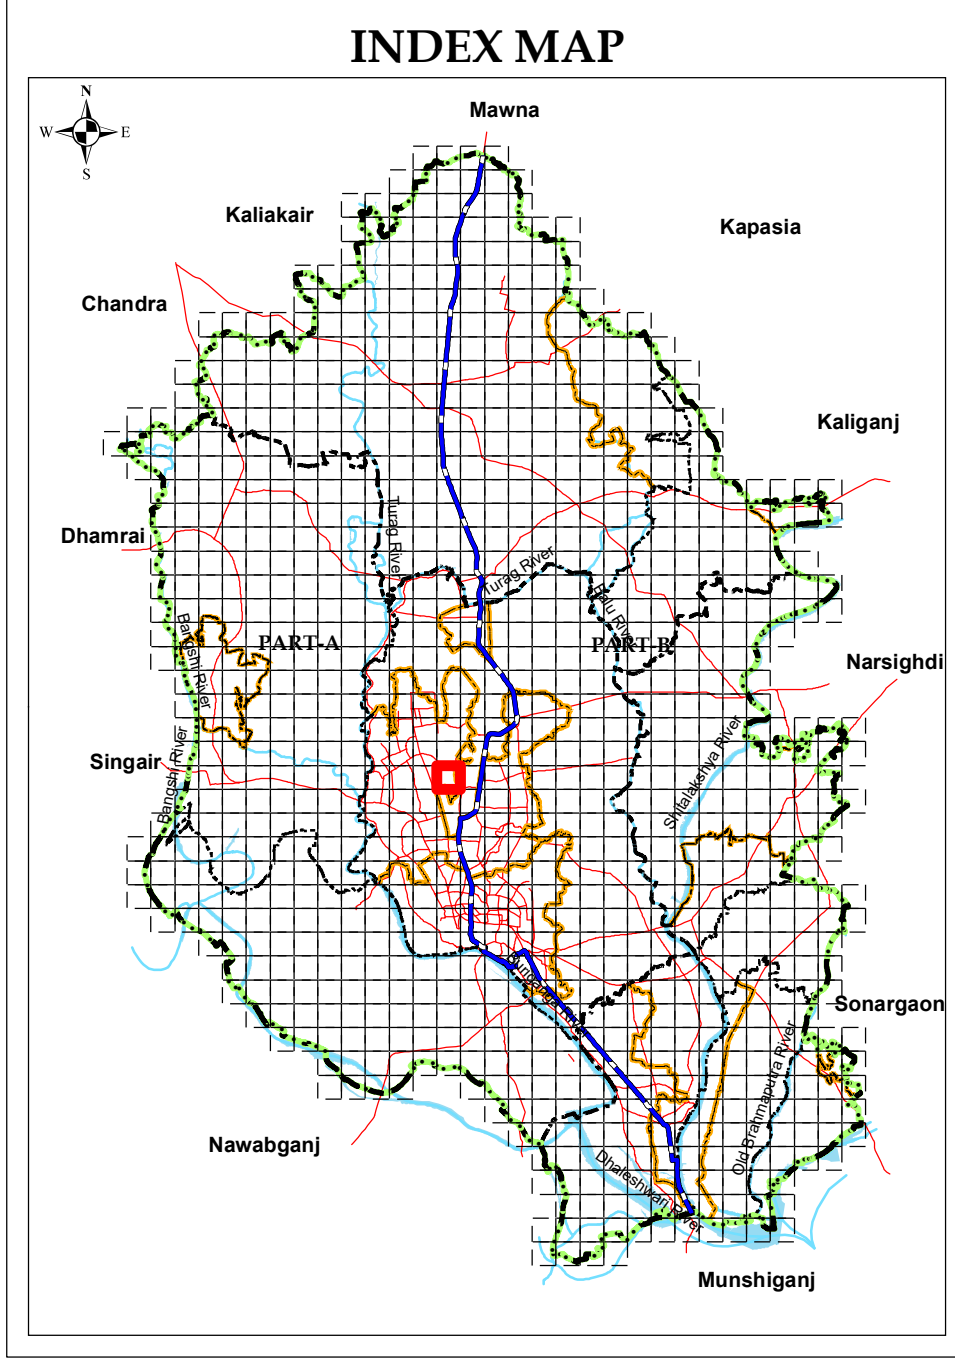 INDEX MAP
N
W E
S
Mawna
Kaliakair
Kapasia
Chandra
Kaliganj
Dhamrai
Turag River
Turag River
Balu River
PART-A
PART-B
Bangshi River
Narsighdi
Singair
Bangshi River
Shitalakshya River
Buriganga River
Sonargaon
Old Brahmaputra River
Nawabganj
Dhaleshwari River
Munshiganj